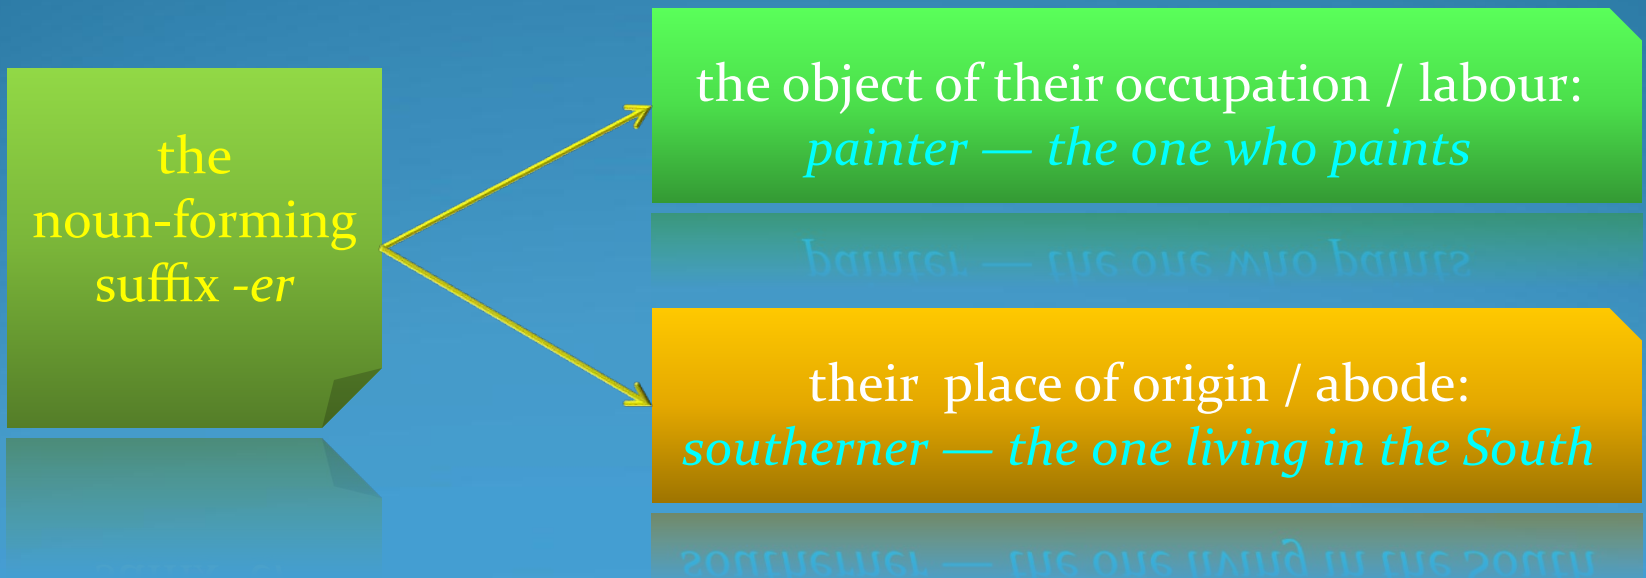 the
noun-forming
suffix -er
the object of their occupation / labour:
painter — the one who paints
their place of origin / abode:
southerner — the one living in the South